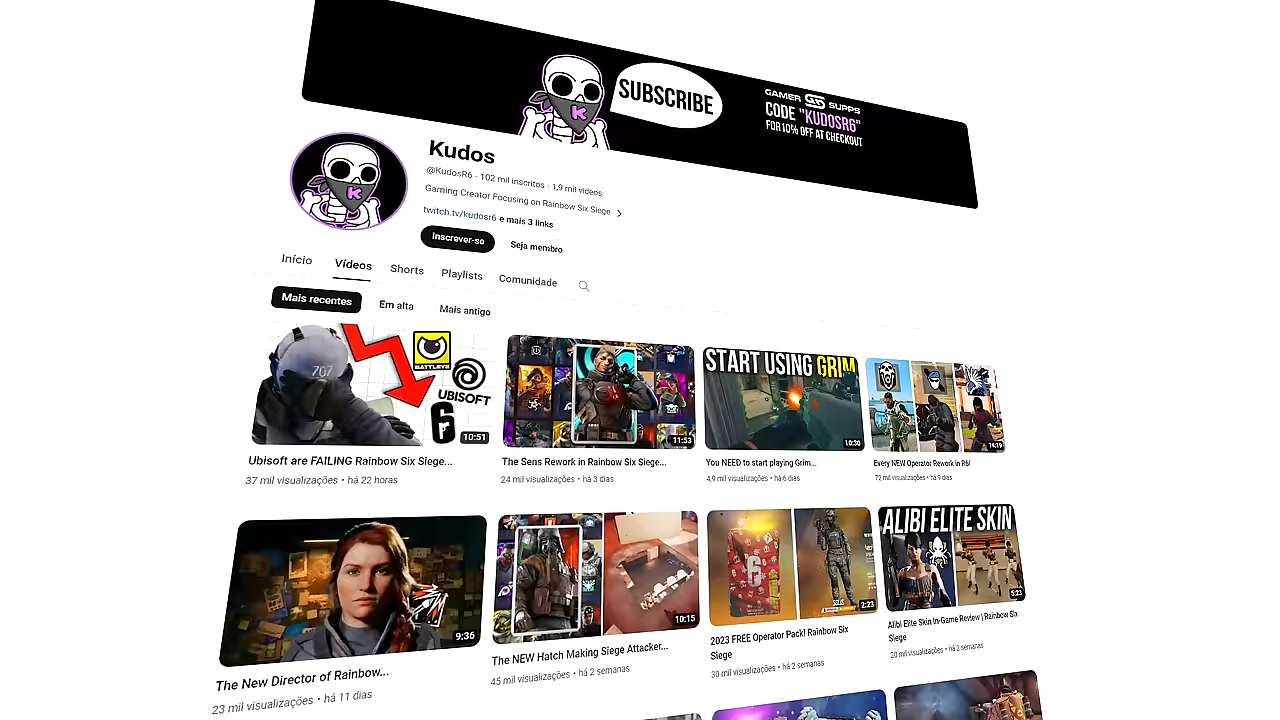 SUBSCRIBE
GAMER GS SUPPS
CODE "KUDOSR6"
FOR 10% OFF AT CHECKOUT
K
K
Kudos
@KudosR6 · 102 mil inscritos · 1,9 mil vídeos
Gaming Creator Focusing on Rainbow Six Siege
twitch.tv/kudosr6 e mais 3 links
Inscrever-se
Seja membro
Início
Vídeos
Shorts
Playlists
Comunidade
Mais recentes
Em alta
Mais antigo
707
BATTLEYE
UBISOFT
6
10:51
11:53
START USING GRIM
10:30
14:19
Ubisoft are FAILING Rainbow Six Siege...
37 mil visualizações • há 22 horas
The Sens Rework in Rainbow Six Siege...
24 mil visualizações • há 3 dias
You NEED to start playing Grim...
4,9 mil visualizações • há 6 dias
Every NEW Operator Rework in R6!
72 mil visualizações • há 9 dias
9:36
10:15
6
SOLIS
2:23
ALIBI ELITE SKIN
5:23
The New Director of Rainbow...
23 mil visualizações • há 11 dias
The NEW Hatch Making Siege Attacker...
45 mil visualizações • há 2 semanas
2023 FREE Operator Pack! Rainbow Six
Siege
30 mil visualizações • há 2 semanas
Alibi Elite Skin In-Game Review | Rainbow Six
Siege
20 mil visualizações • há 2 semanas